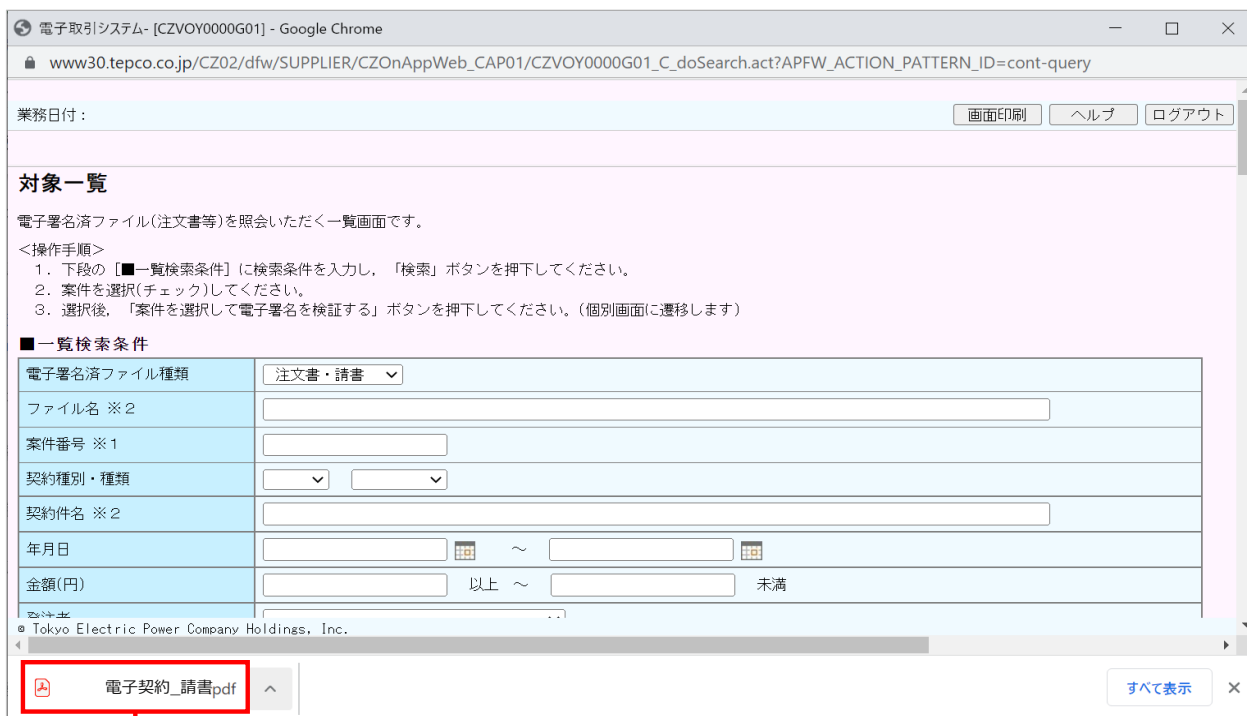 電子取引システム- [CZVOY0000G01] - Google Chrome
www30.tepco.co.jp/CZ02/dfw/SUPPLIER/CZOnAppWeb_CAP01/CZVOY0000G01_C_doSearch.act?APFW_ACTION_PATTERN_ID=cont-query
業務日付： 画面印刷 ヘルプ ログアウト
対象一覧
電子署名済ファイル(注文書等)を照会いただく一覧画面です。
＜操作手順＞
１．下段の［■一覧検索条件］に検索条件を入力し，「検索」ボタンを押下してください。
２．案件を選択(チェック)してください。
３．選択後，「案件を選択して電子署名を検証する」ボタンを押下してください。(個別画面に遷移します)
■一覧検索条件
電子署名済ファイル種類 注文書・請書
ファイル名 ※２
案件番号 ※１
契約種別・種類
契約件名 ※２
年月日 ～
金額(円) 以上 ～ 未満
発注者
© Tokyo Electric Power Company Holdings, Inc.
電子契約_請書pdf すべて表示